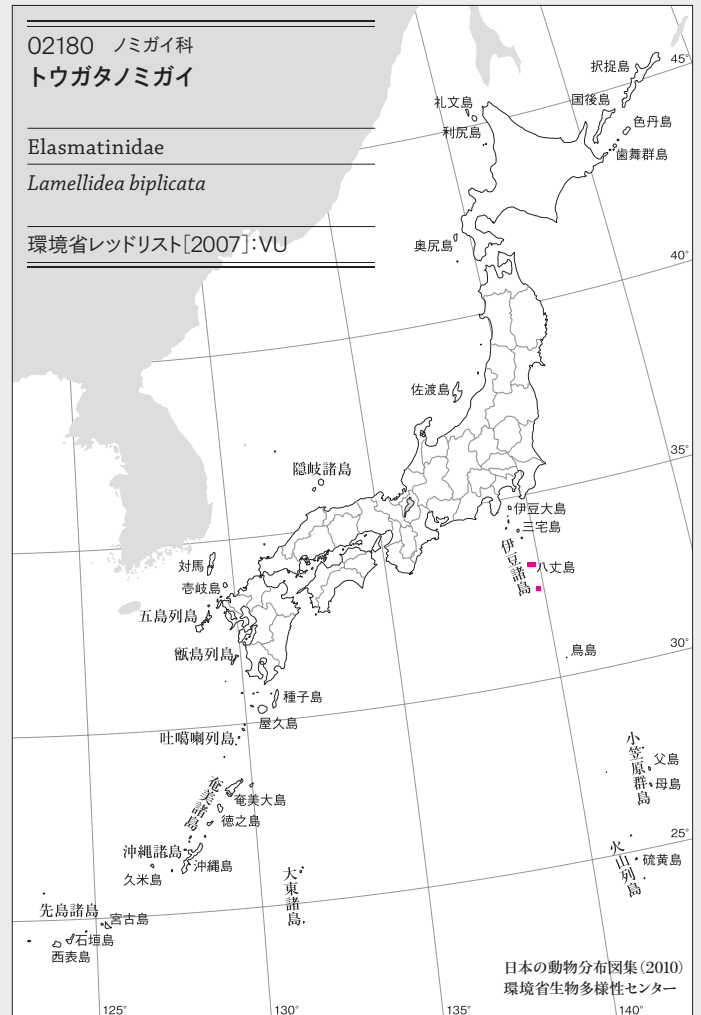 02180 ノミガイ科
トウガタノミガイ
Elasmatinidae
Lamellidea biplicata
環境省レッドリスト[2007]:VU
45°
択捉島
国後島
礼文島
色丹島
利尻島
歯舞群島
奥尻島
40°
佐渡島
35°
隠岐諸島
伊豆大島
三宅島
伊豆諸島
八丈島
対馬
壱岐島
五島列島
甑島列島
鳥島
30°
種子島
屋久島
吐噶喇列島
小笠原群島
父島
母島
奄美諸島
奄美大島
徳之島
25°
沖縄諸島
沖縄島
久米島
火山列島
硫黄島
大東諸島
先島諸島
宮古島
石垣島
西表島
日本の動物分布図集(2010)
環境省生物多様性センター
125°
130°
135°
140°